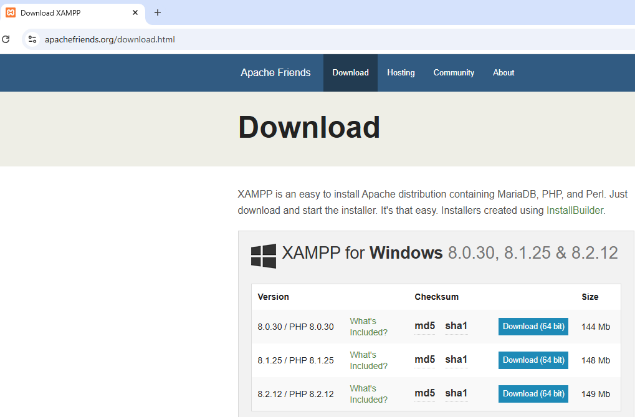 Download XAMPP
apachefriends.org/download.html
Apache Friends Download Hosting Community About
Download
XAMPP is an easy to install Apache distribution containing MariaDB, PHP, and Perl. Just
download and start the installer. It's that easy. Installers created using InstallBuilder.
XAMPP for Windows 8.0.30, 8.1.25 & 8.2.12
Version Checksum Size
8.0.30 / PHP 8.0.30 What's Included? md5 sha1 Download (64 bit) 144 Mb
8.1.25 / PHP 8.1.25 What's Included? md5 sha1 Download (64 bit) 148 Mb
8.2.12 / PHP 8.2.12 What's Included? md5 sha1 Download (64 bit) 149 Mb